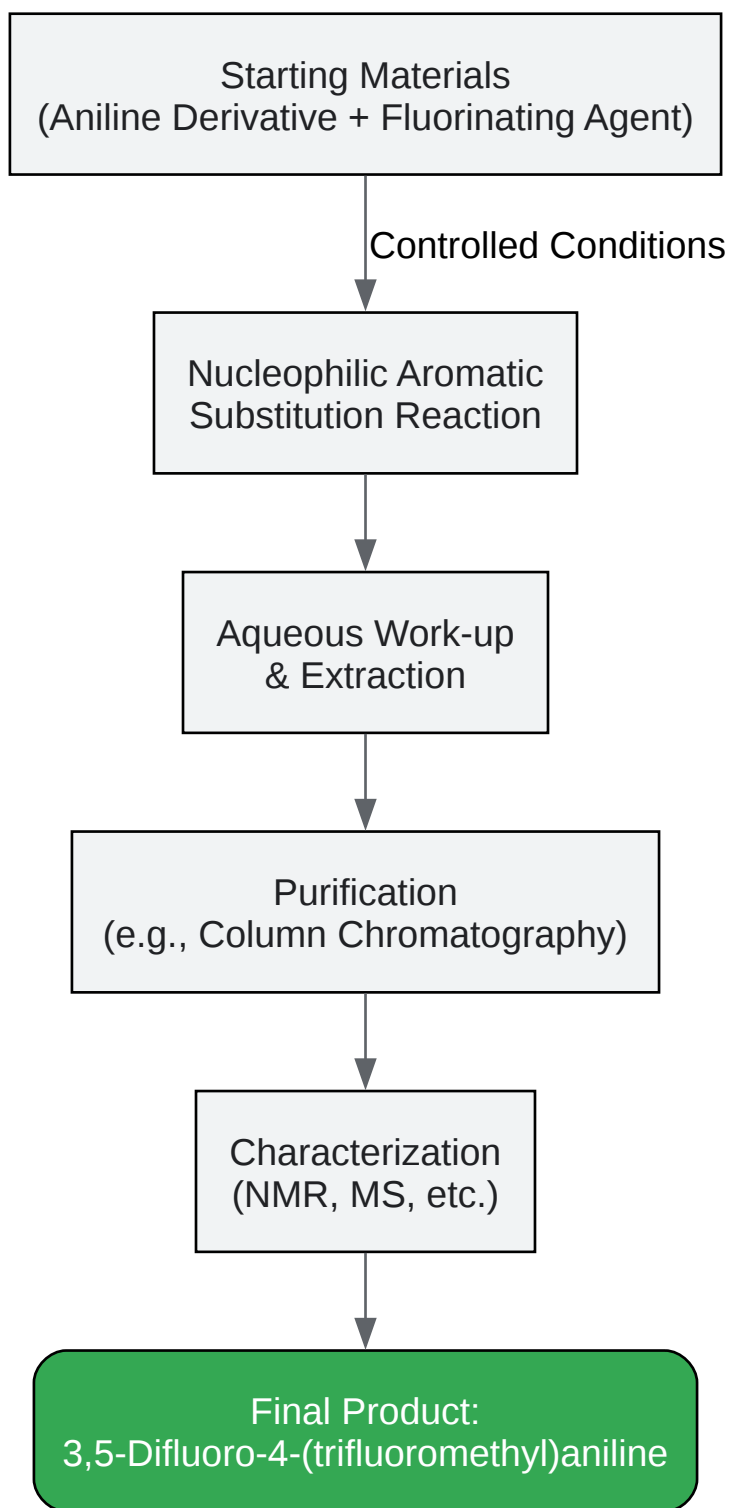 Starting Materials
(Aniline Derivative + Fluorinating Agent)
Controlled Conditions
Nucleophilic Aromatic
Substitution Reaction
Aqueous Work-up
& Extraction
Purification
(e.g., Column Chromatography)
Characterization
(NMR, MS, etc.)
Final Product:
3,5-Difluoro-4-(trifluoromethyl)aniline